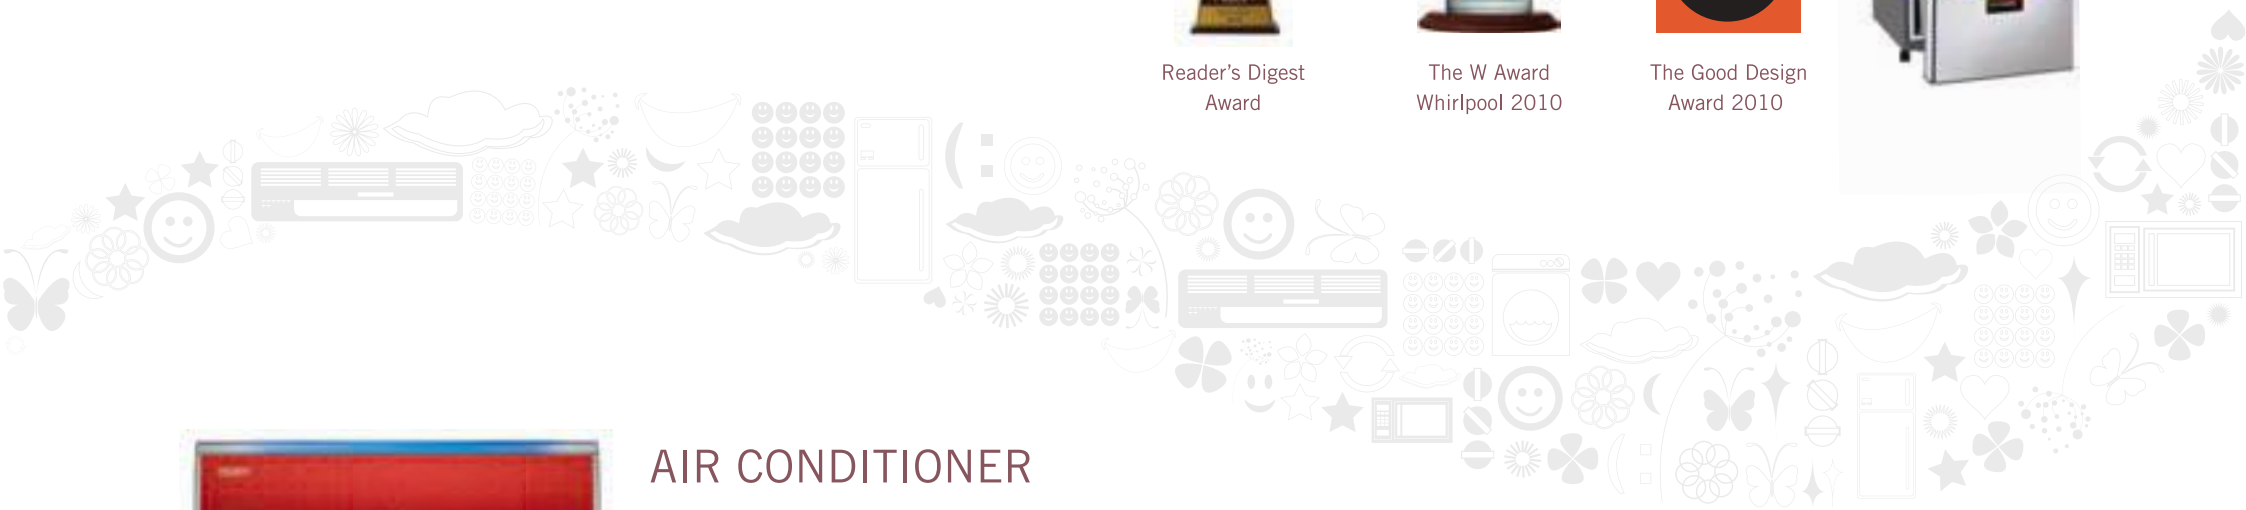 Reader's Digest
Award
The W Award
Whirlpool 2010
The Good Design
Award 2010
AIR CONDITIONER